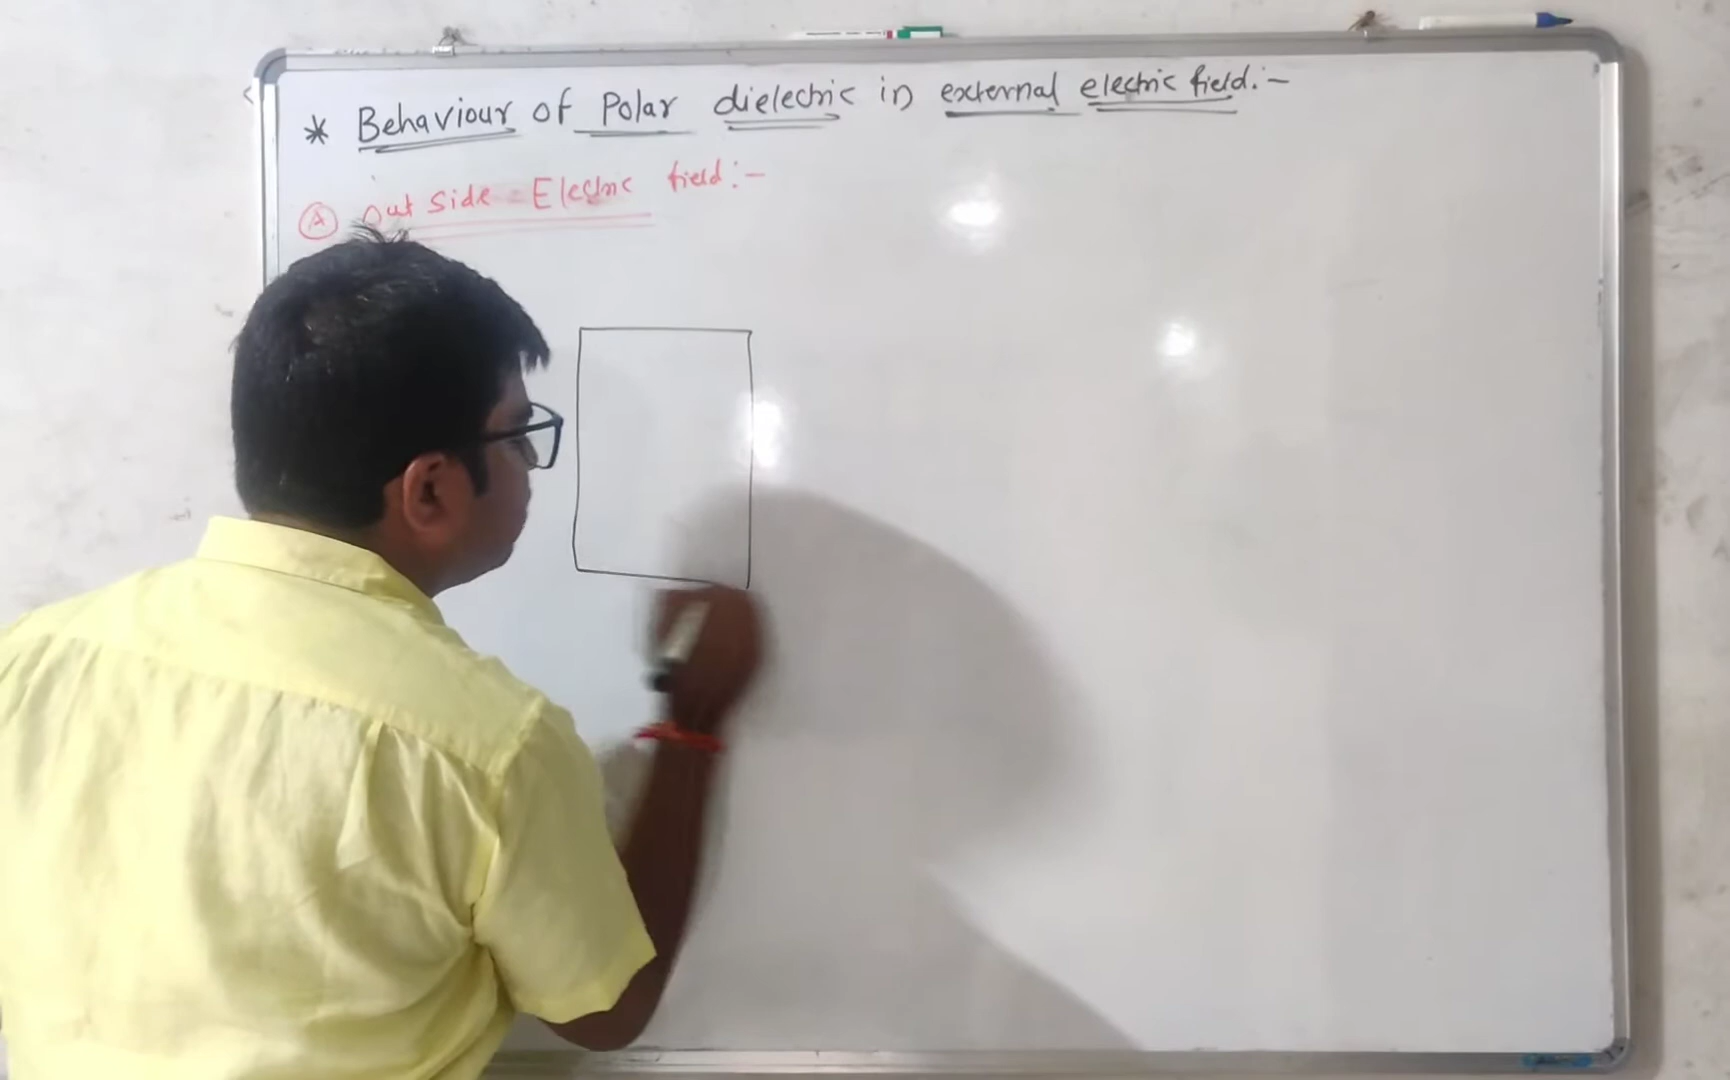 * Behaviour of Polar dielectric in external electric field :-
Ⓐ Out side Electric field :-